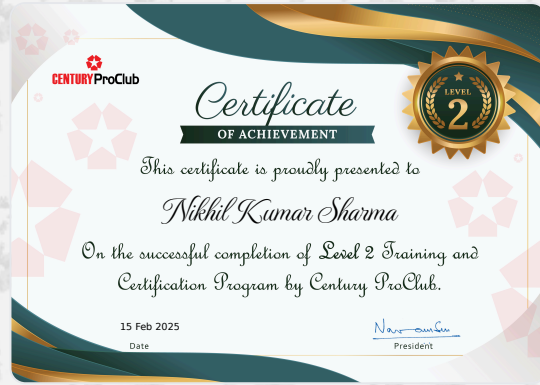 CENTURY ProClub
Certificate
OF ACHIEVEMENT
LEVEL
2
This certificate is proudly presented to
Nikhil Kumar Sharma
On the successful completion of Level 2 Training and
Certification Program by Century ProClub.
15 Feb 2025
Date
President